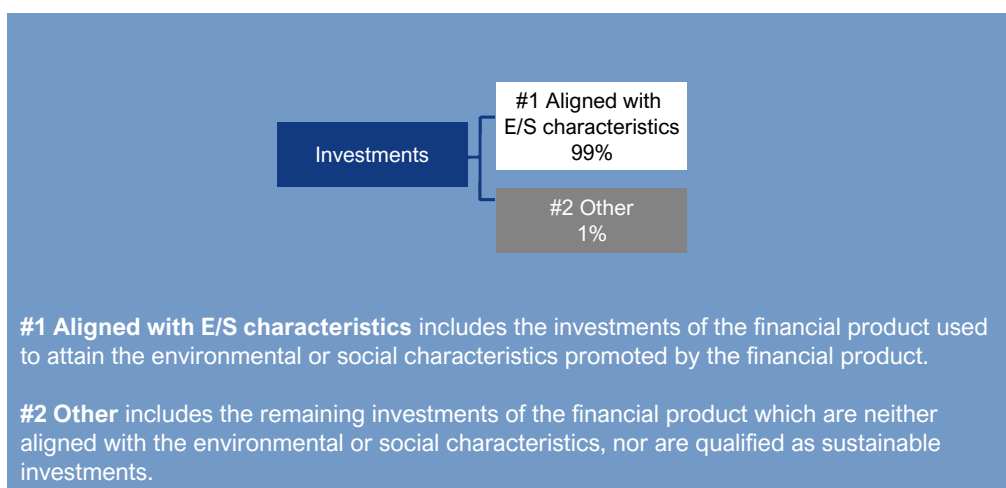 #1 Aligned with
E/S characteristics
99%
Investments
#2 Other
1%
#1 Aligned with E/S characteristics includes the investments of the financial product used
to attain the environmental or social characteristics promoted by the financial product.
#2 Other includes the remaining investments of the financial product which are neither
aligned with the environmental or social characteristics, nor are qualified as sustainable
investments.